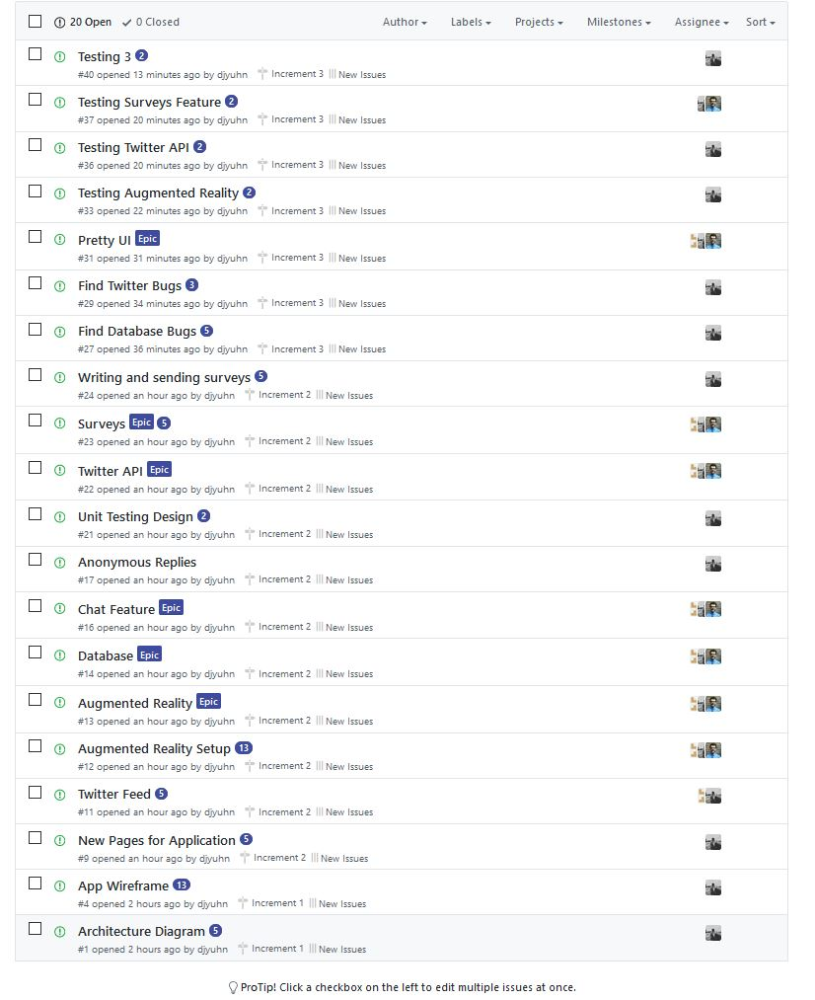 20 Open 0 Closed Author Labels Projects Milestones Assignee Sort
Testing 3 2
#40 opened 13 minutes ago by djyuhn Increment 3 New Issues
Testing Surveys Feature 2
#37 opened 20 minutes ago by djyuhn Increment 3 New Issues
Testing Twitter API 2
#36 opened 20 minutes ago by djyuhn Increment 3 New Issues
Testing Augmented Reality 2
#33 opened 22 minutes ago by djyuhn Increment 3 New Issues
Pretty UI Epic
#31 opened 31 minutes ago by djyuhn Increment 3 New Issues
Find Twitter Bugs 3
#29 opened 34 minutes ago by djyuhn Increment 3 New Issues
Find Database Bugs 5
#27 opened 36 minutes ago by djyuhn Increment 3 New Issues
Writing and sending surveys 5
#24 opened an hour ago by djyuhn Increment 2 New Issues
Surveys Epic 5
#23 opened an hour ago by djyuhn Increment 2 New Issues
Twitter API Epic
#22 opened an hour ago by djyuhn Increment 2 New Issues
Unit Testing Design 2
#21 opened an hour ago by djyuhn Increment 2 New Issues
Anonymous Replies
#17 opened an hour ago by djyuhn Increment 2 New Issues
Chat Feature Epic
#16 opened an hour ago by djyuhn Increment 2 New Issues
Database Epic
#14 opened an hour ago by djyuhn Increment 2 New Issues
Augmented Reality Epic
#13 opened an hour ago by djyuhn Increment 2 New Issues
Augmented Reality Setup 13
#12 opened an hour ago by djyuhn Increment 2 New Issues
Twitter Feed 5
#11 opened an hour ago by djyuhn Increment 2 New Issues
New Pages for Application 5
#9 opened an hour ago by djyuhn Increment 2 New Issues
App Wireframe 13
#4 opened 2 hours ago by djyuhn Increment 1 New Issues
Architecture Diagram 5
#1 opened 2 hours ago by djyuhn Increment 1 New Issues
ProTip! Click a checkbox on the left to edit multiple issues at once.